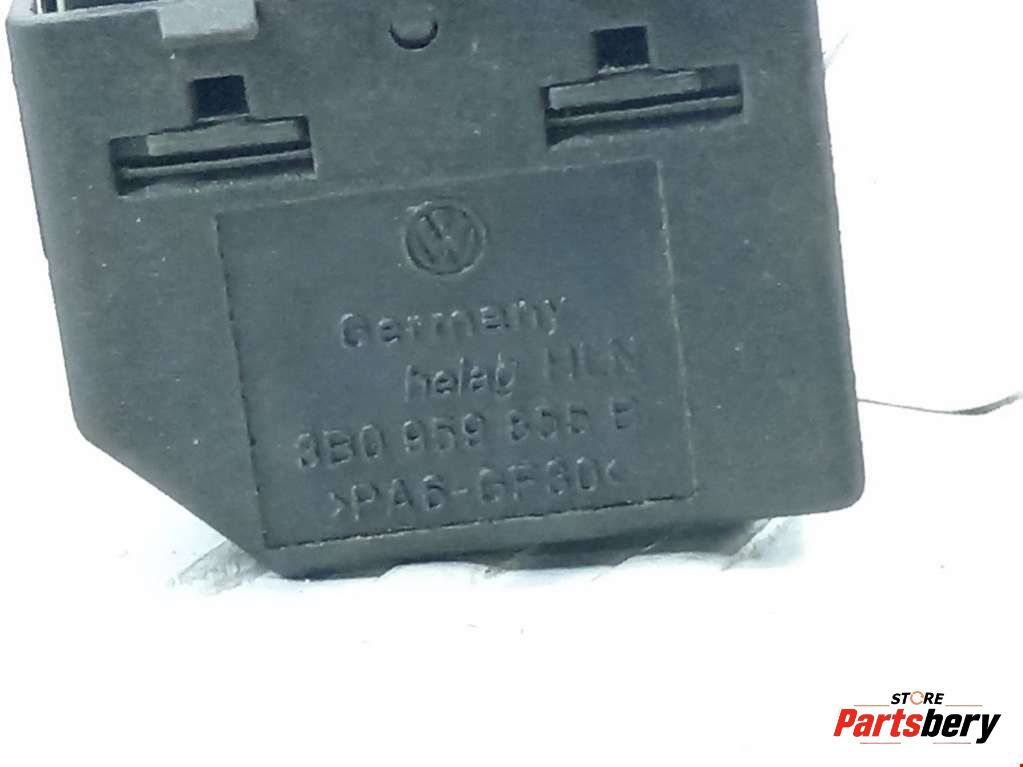 VW
Germany
helag HLN
3B0 959 855 B
>PA6-GF30<
STORE
Partsbery